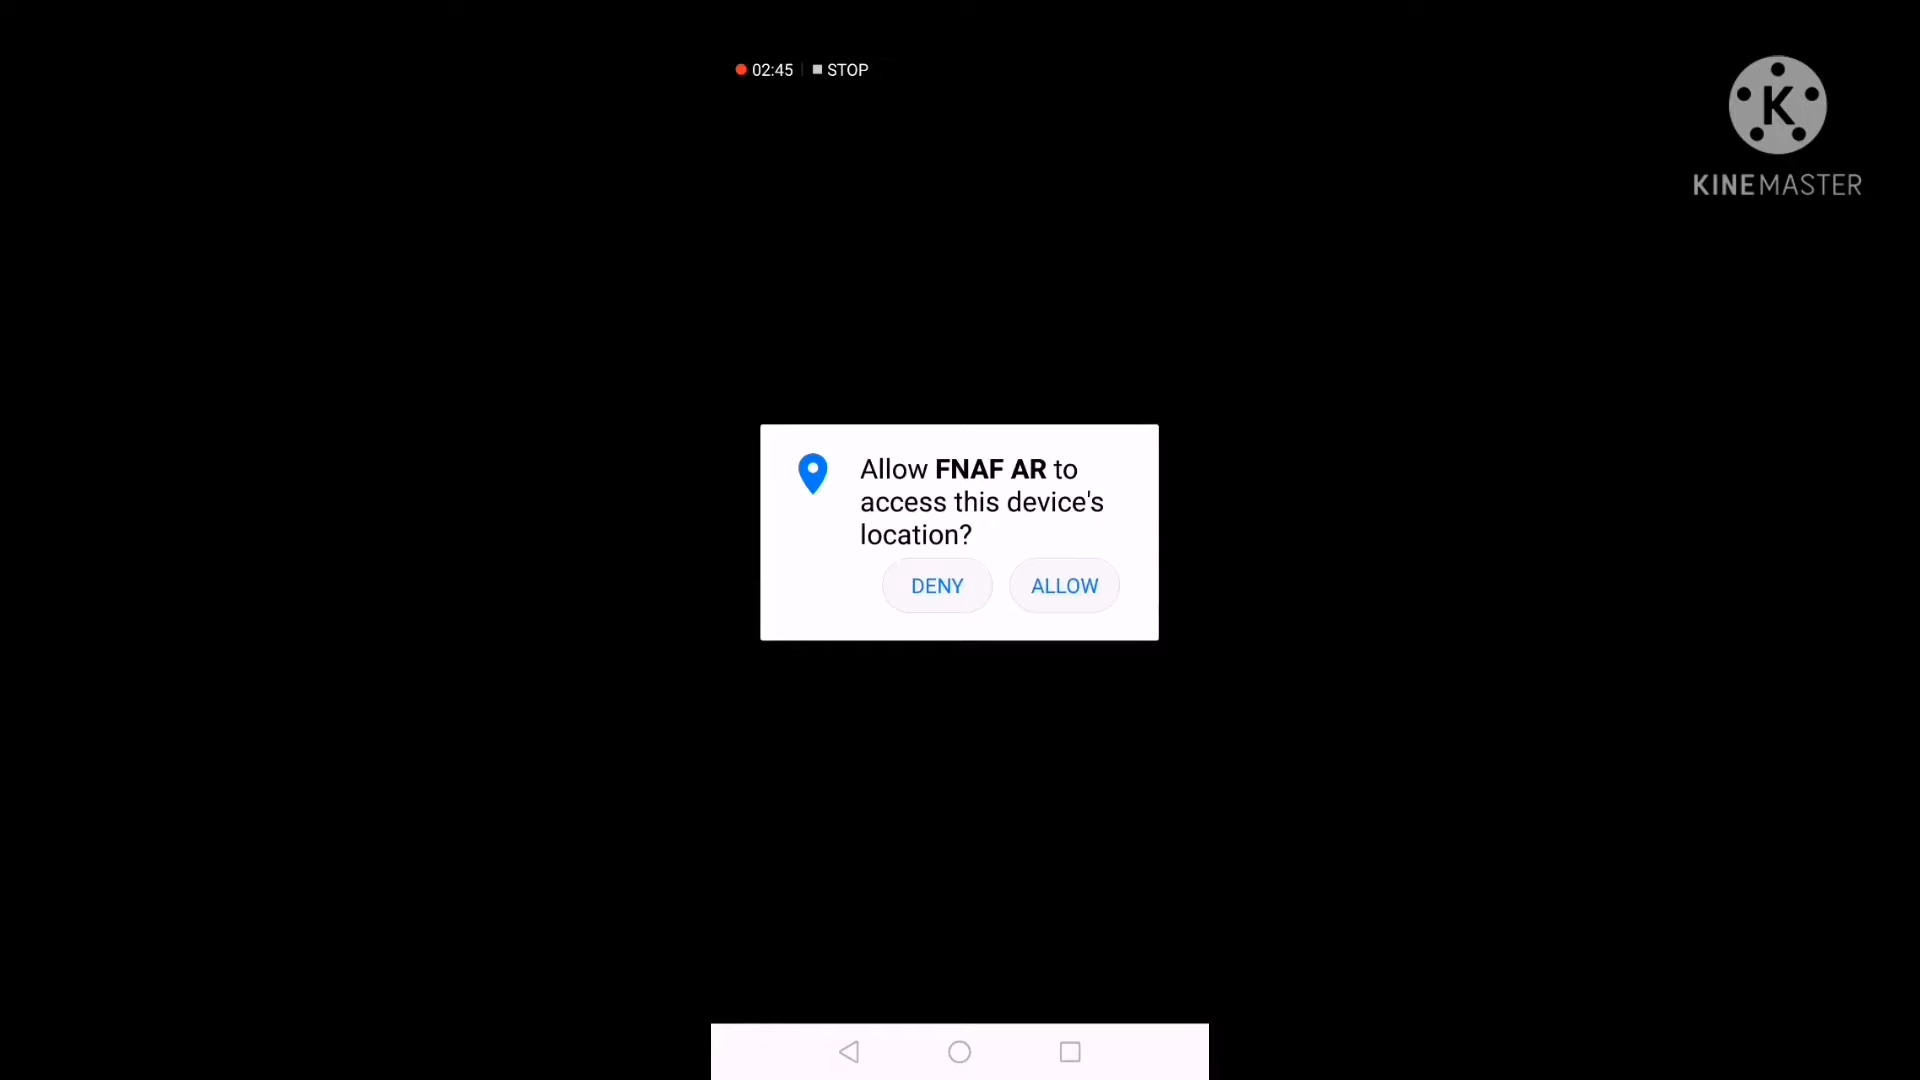 02:45 STOP
K
KINEMASTER
Allow FNAF AR to
access this device's
location?
DENY ALLOW